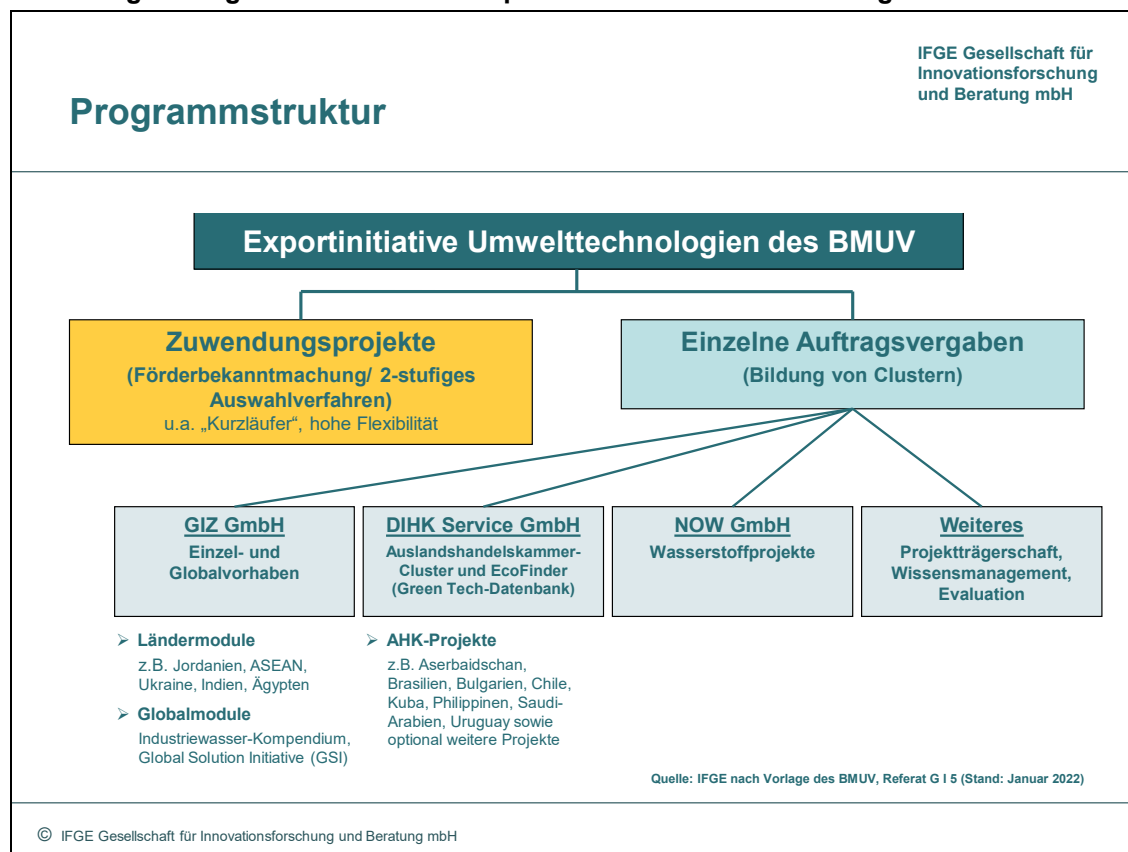 IFGE Gesellschaft für
Innovationsforschung
und Beratung mbH
Programmstruktur
Exportinitiative Umwelttechnologien des BMUV
Zuwendungsprojekte
(Förderbekanntmachung/ 2-stufiges
Auswahlverfahren)
u.a. „Kurzläufer“, hohe Flexibilität
Einzelne Auftragsvergaben
(Bildung von Clustern)
GIZ GmbH
Einzel- und
Globalvorhaben
DIHK Service GmbH
Auslandshandelskammer-
Cluster und EcoFinder
(Green Tech-Datenbank)
NOW GmbH
Wasserstoffprojekte
Weiteres
Projektträgerschaft,
Wissensmanagement,
Evaluation
➢ Ländermodule
z.B. Jordanien, ASEAN,
Ukraine, Indien, Ägypten
➢ Globalmodule
Industriewasser-Kompendium,
Global Solution Initiative (GSI)
➢ AHK-Projekte
z.B. Aserbaidschan,
Brasilien, Bulgarien, Chile,
Kuba, Philippinen, Saudi-
Arabien, Uruguay sowie
optional weitere Projekte
Quelle: IFGE nach Vorlage des BMUV, Referat G I 5 (Stand: Januar 2022)
© IFGE Gesellschaft für Innovationsforschung und Beratung mbH